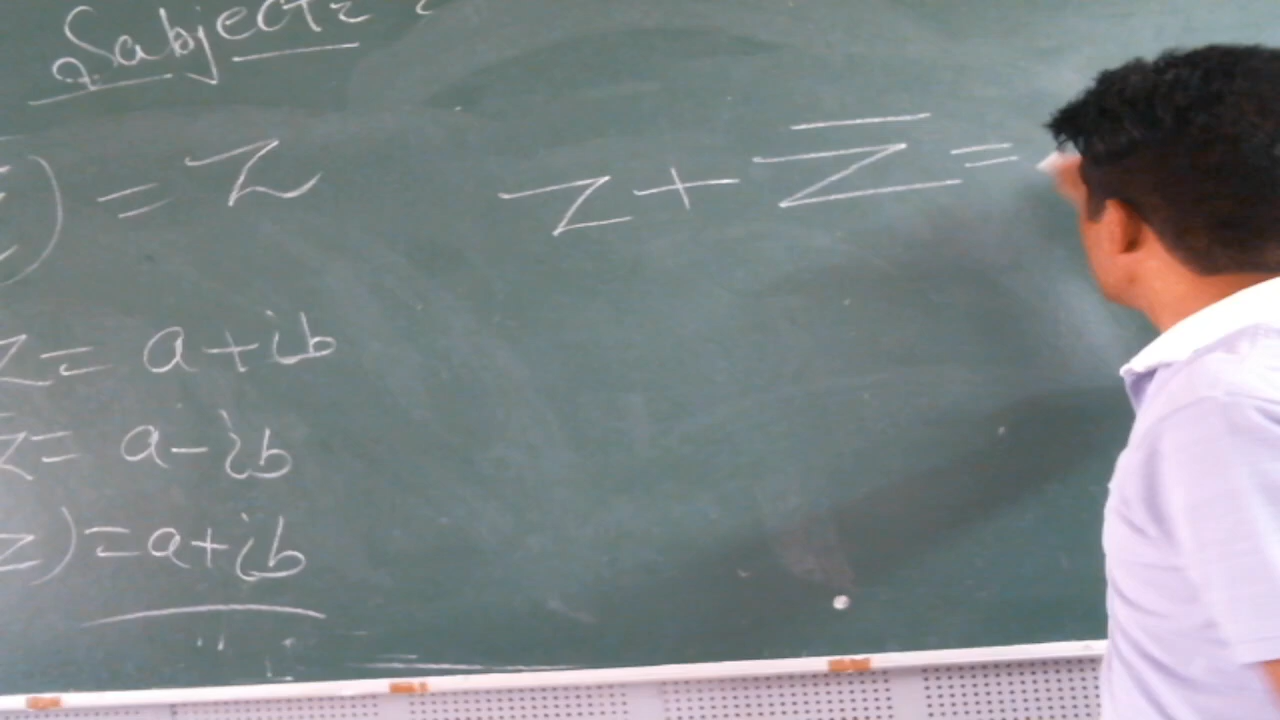 Subject:
) = Z
Z + Z̅ =
Z = a + ib
Z̅ = a - ib
Z) = a + ib